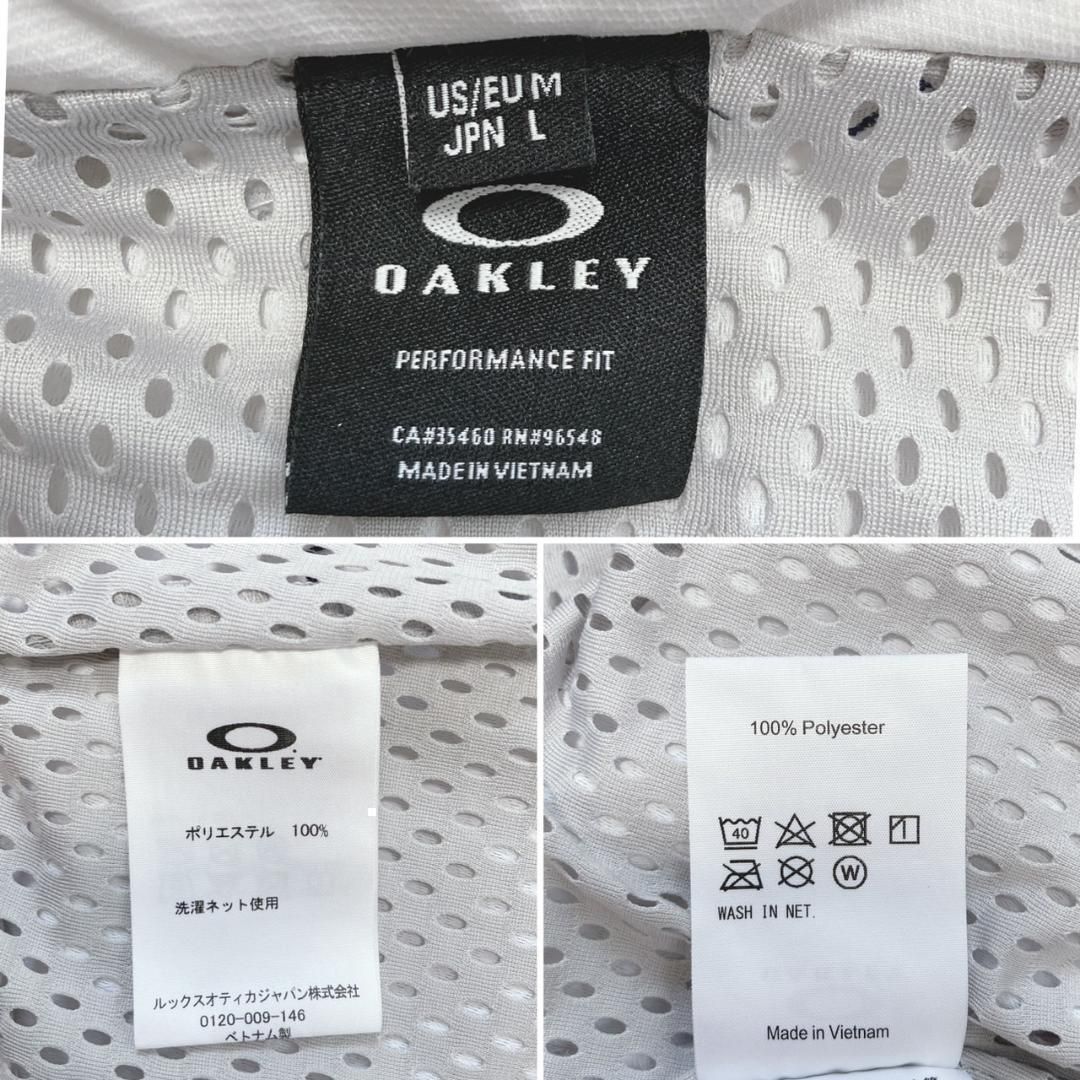 US/EU M
JPN L
OAKLEY
PERFORMANCE FIT
CA#35460 RN#96548
MADE IN VIETNAM
OAKLEY
ポリエステル 100%
洗濯ネット使用
ルックスオティカジャパン株式会社
0120-009-146
ベトナム製
100% Polyester
40
W
WASH IN NET.
Made in Vietnam